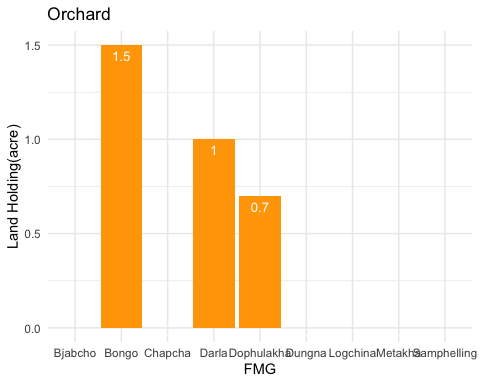 Orchard
Land Holding(acre)
1.5
1.0
0.5
0.0
1.5
1
0.7
Bjabcho Bongo Chapcha Darla Dophulakha Dungna Logchina Metakha Samphelling
FMG